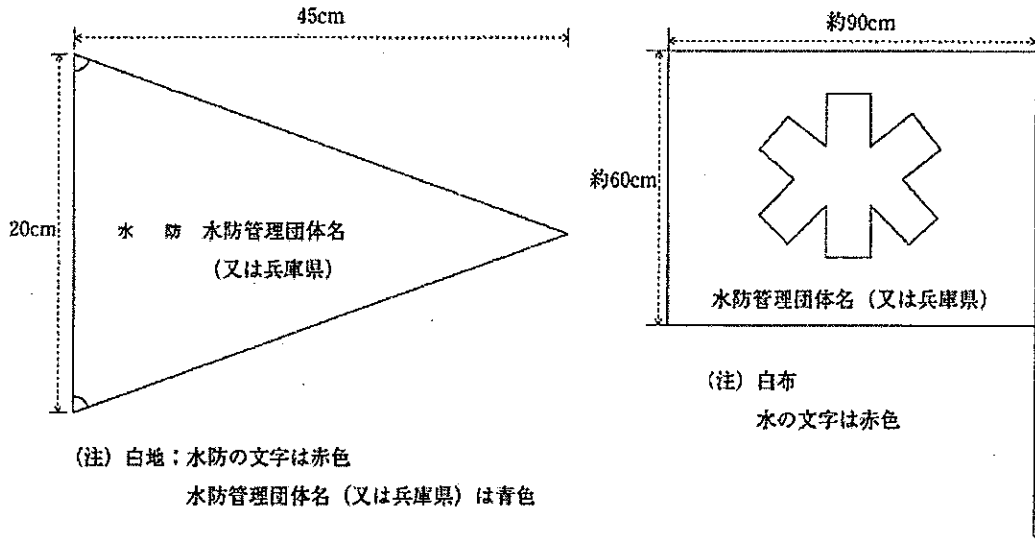 45cm
20cm
水　防　水防管理団体名
（又は兵庫県）
（注）白地；水防の文字は赤色
水防管理団体名（又は兵庫県）は青色
約90cm
約60cm
水防管理団体名（又は兵庫県）
（注）白布
水の文字は赤色